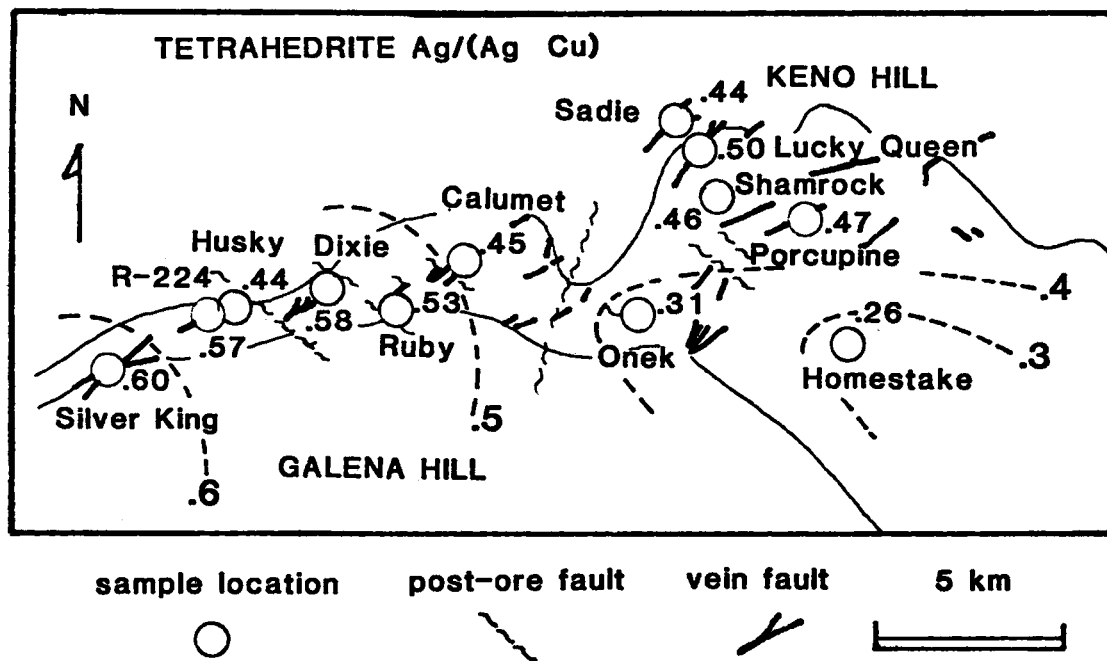 TETRAHEDRITE Ag/(Ag Cu)
KENO HILL
N
Sadie
.44
.50 Lucky Queen
Shamrock
Calumet
.46
.47
Porcupine
Husky
Dixie
.45
R-224
.44
.53
.31
.4
.58
.26
.57
Ruby
Onek
.3
.60
Homestake
Silver King
.5
GALENA HILL
.6
sample location
post-ore fault
vein fault
5 km